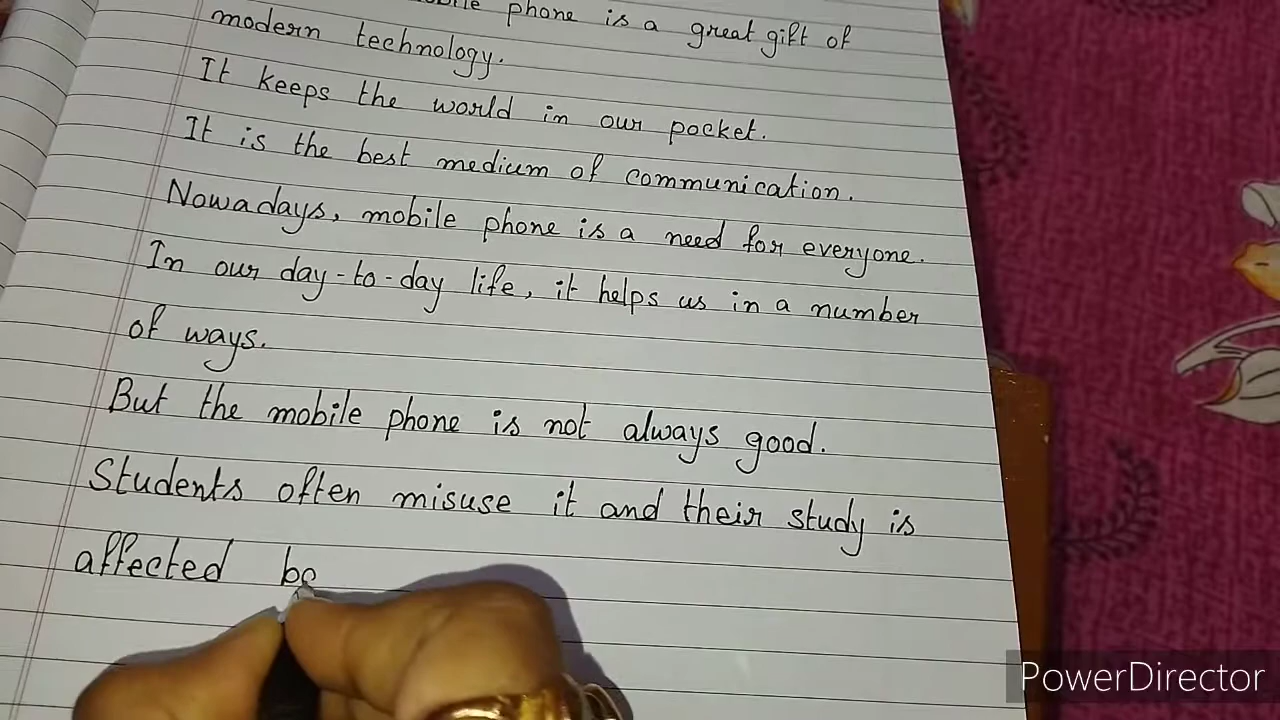 phone is a great gift of
modern technology.
It keeps the world in our pocket.
It is the best medium of communication.
Nowadays, mobile phone is a need for everyone.
In our day-to-day life, it helps us in a number
of ways.
But the mobile phone is not always good.
Students often misuse it and their study is
affected
PowerDirector